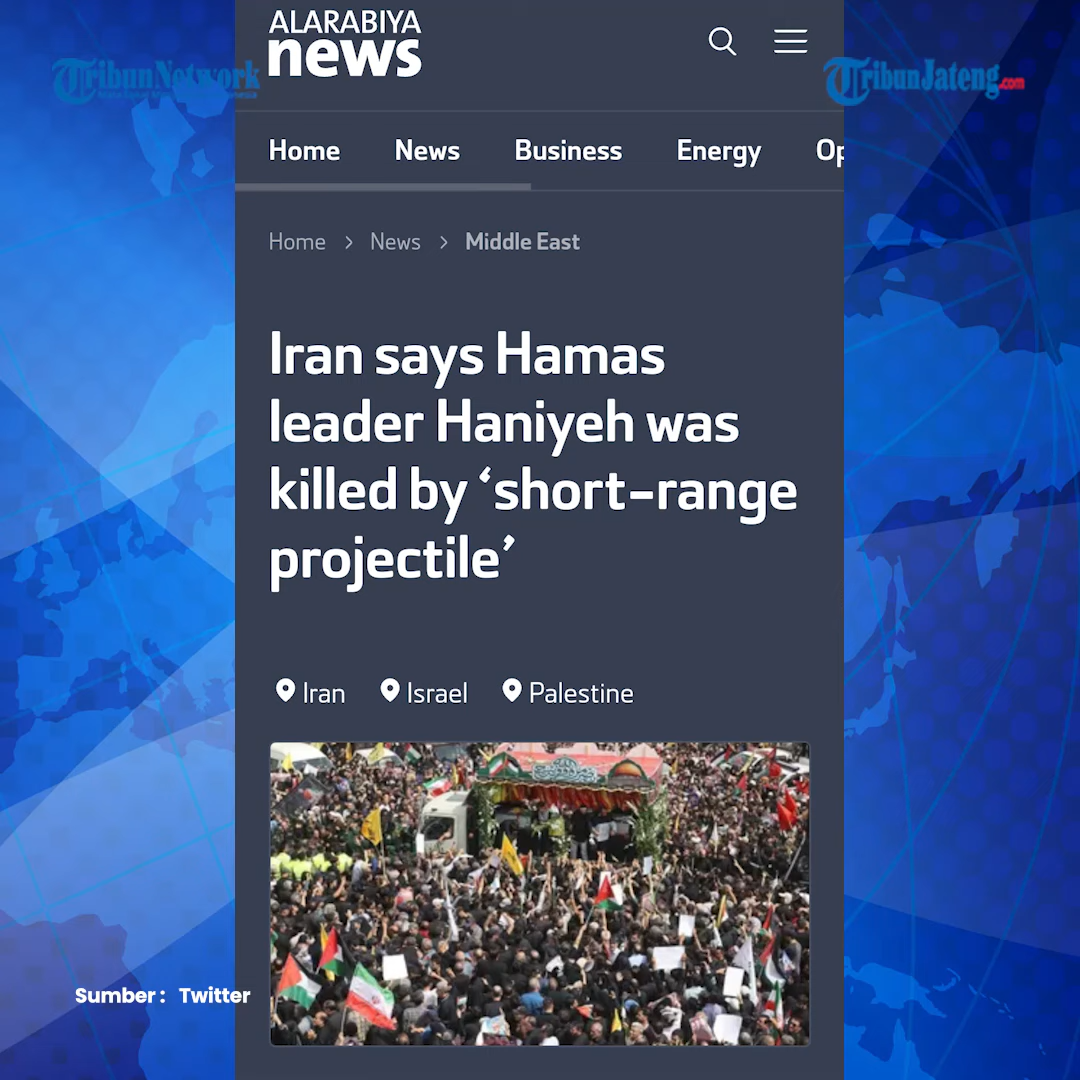 ALARABIYA
news
TribunNetwork
TribunJateng.com
Home News Business Energy Op
Home > News > Middle East
Iran says Hamas
leader Haniyeh was
killed by ‘short-range
projectile’
Iran Israel Palestine
Sumber : Twitter